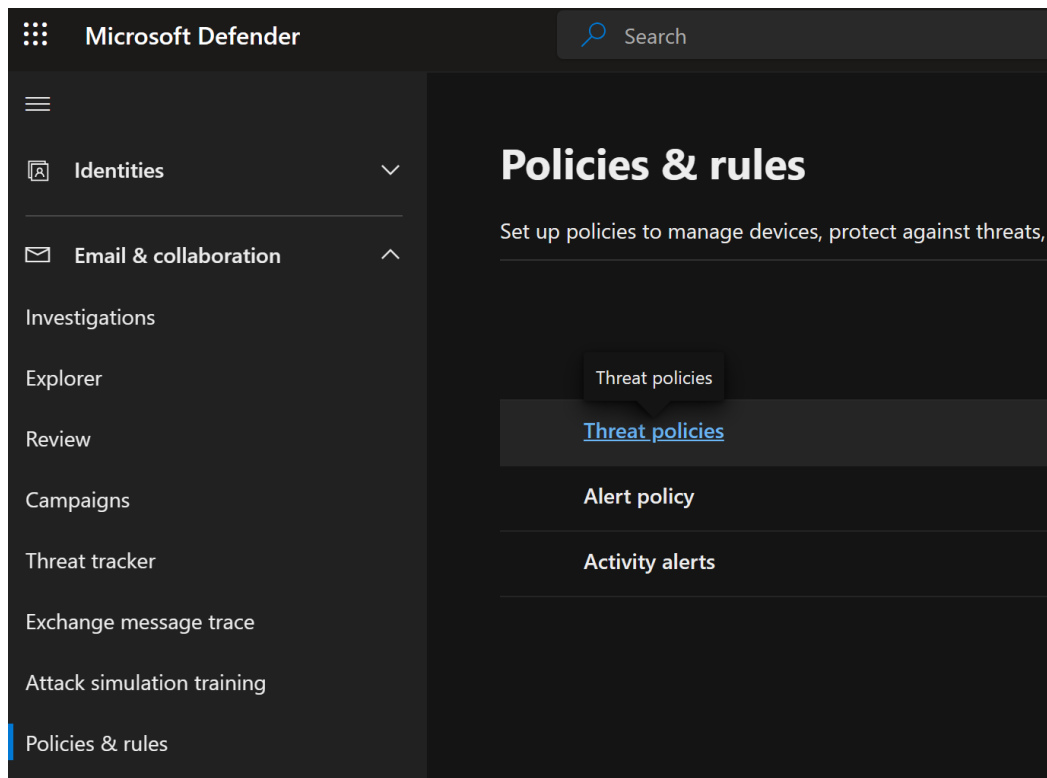 Microsoft Defender
Search
Identities
Email & collaboration
Investigations
Explorer
Review
Campaigns
Threat tracker
Exchange message trace
Attack simulation training
Policies & rules
Policies & rules
Set up policies to manage devices, protect against threats,
Threat policies
Threat policies
Alert policy
Activity alerts